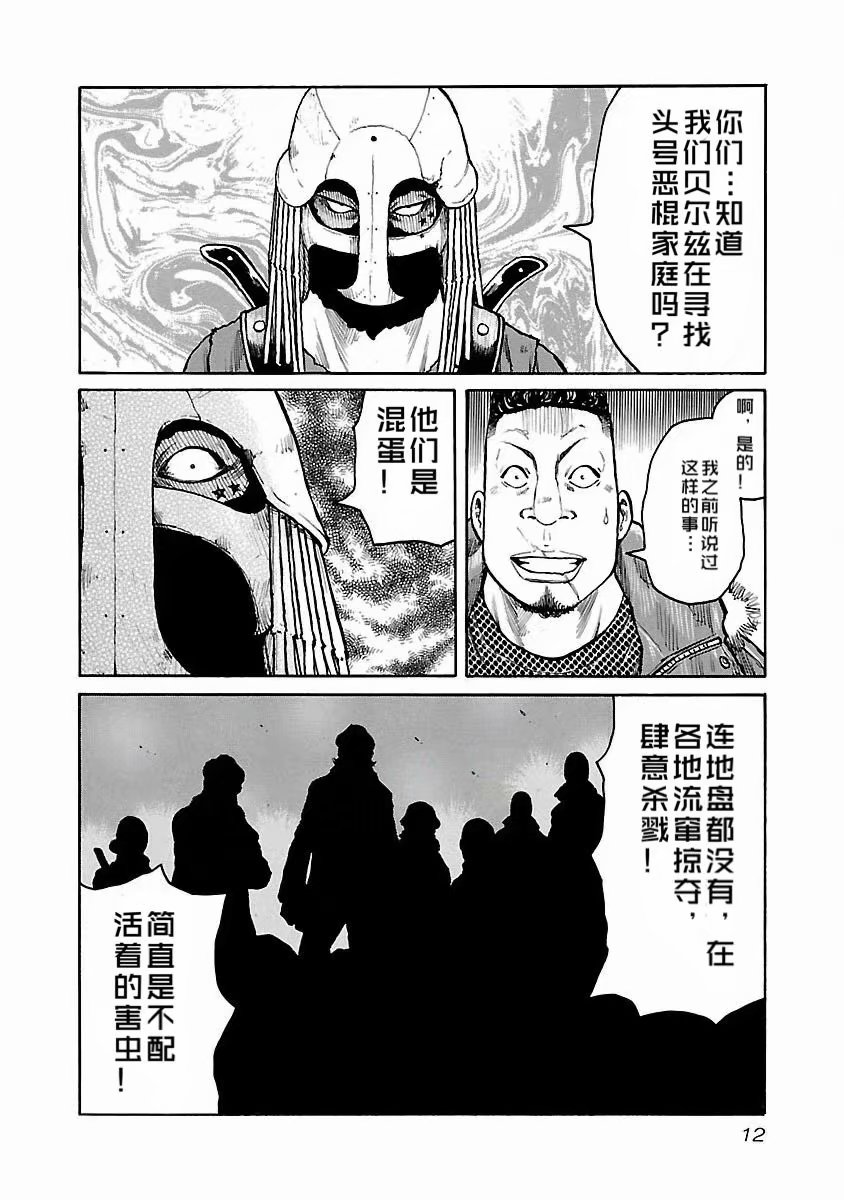 你们…知道
我们贝尔兹在寻找
头号恶棍家庭吗？
啊，是的！
我之前听说过
这样的事…
他们是
混蛋！
连地盘都没有，在
各地流窜掠夺，
肆意杀戮！
简直是不配
活着的害虫！
12